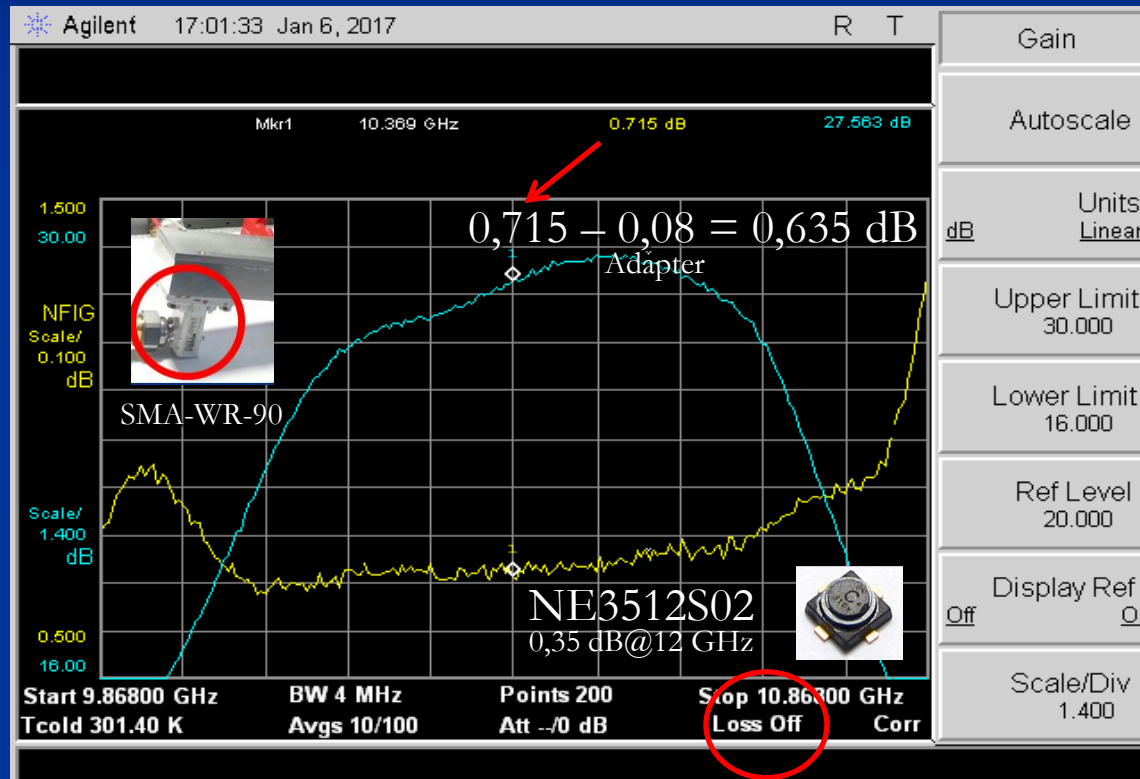 Agilent 17:01:33 Jan 6, 2017 R T
Mkr1 10.369 GHz 0.715 dB 27.563 dB
1.500
30.00
NFIG
Scale/
0.100
dB
Scale/
1.400
dB
0.500
16.00
0,715 – 0,08 = 0,635 dB
Adapter
1
SMA-WR-90
1
NE3512S02
0,35 dB@12 GHz
C
Start 9.86800 GHz BW 4 MHz Points 200 Stop 10.86800 GHz
Tcold 301.40 K Avgs 10/100 Att --/0 dB Loss Off Corr
Gain
Autoscale
Units
dB Linear
Upper Limit
30.000
Lower Limit
16.000
Ref Level
20.000
Display Ref
Off
Scale/Div
1.400